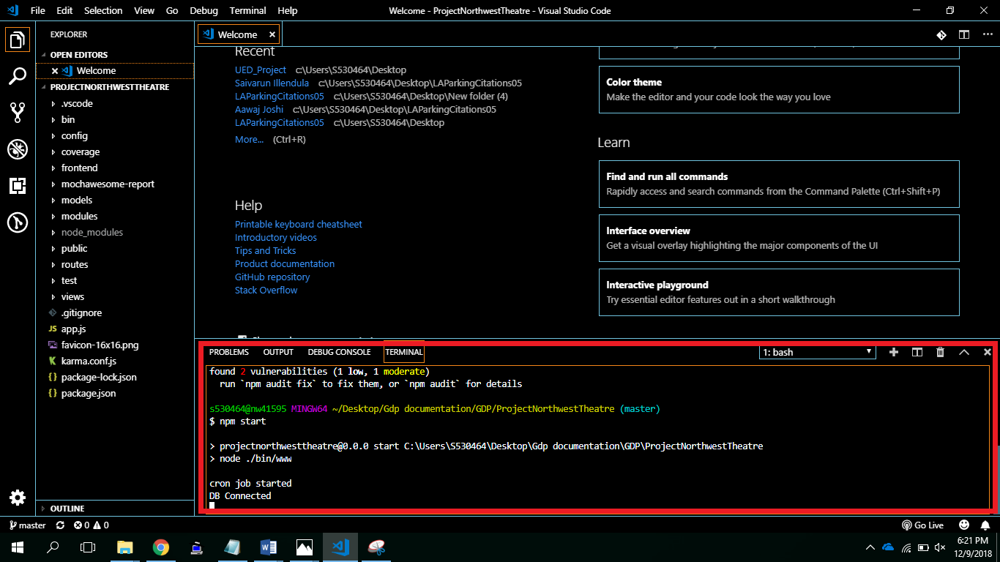 File Edit Selection View Go Debug Terminal Help Welcome - ProjectNorthwestTheatre - Visual Studio Code
EXPLORER
OPEN EDITORS
Welcome
PROJECTNORTHWESTTHEATRE
.vscode
bin
config
coverage
frontend
mochawesome-report
models
modules
node_modules
public
routes
test
views
.gitignore
JS app.js
favicon-16x16.png
K karma.conf.js
{} package-lock.json
{} package.json
OUTLINE
Welcome
Recent
UED_Project c:\Users\S530464\Desktop
Saivarun Illendula c:\Users\S530464\Desktop\LAParkingCitations05
LAParkingCitations05 c:\Users\S530464\Desktop\New folder (4)
Aawaj Joshi c:\Users\S530464\Desktop\LAParkingCitations05
LAParkingCitations05 c:\Users\S530464\Desktop
More... (Ctrl+R)
Help
Printable keyboard cheatsheet
Introductory videos
Tips and Tricks
Product documentation
GitHub repository
Stack Overflow
Color theme
Make the editor and your code look the way you love
Learn
Find and run all commands
Rapidly access and search commands from the Command Palette (Ctrl+Shift+P)
Interface overview
Get a visual overlay highlighting the major components of the UI
Interactive playground
Try essential editor features out in a short walkthrough
PROBLEMS OUTPUT DEBUG CONSOLE TERMINAL 1: bash
found 2 vulnerabilities (1 low, 1 moderate)
run `npm audit fix` to fix them, or `npm audit` for details
s530464@nw41595 MINGW64 ~/Desktop/Gdp documentation/GDP/ProjectNorthwestTheatre (master)
$ npm start
> projectnorthwesttheatre@0.0.0 start C:\Users\S530464\Desktop\Gdp documentation\GDP\ProjectNorthwestTheatre
> node ./bin/www
cron job started
DB Connected
master 0 0 Go Live
6:21 PM
12/9/2018